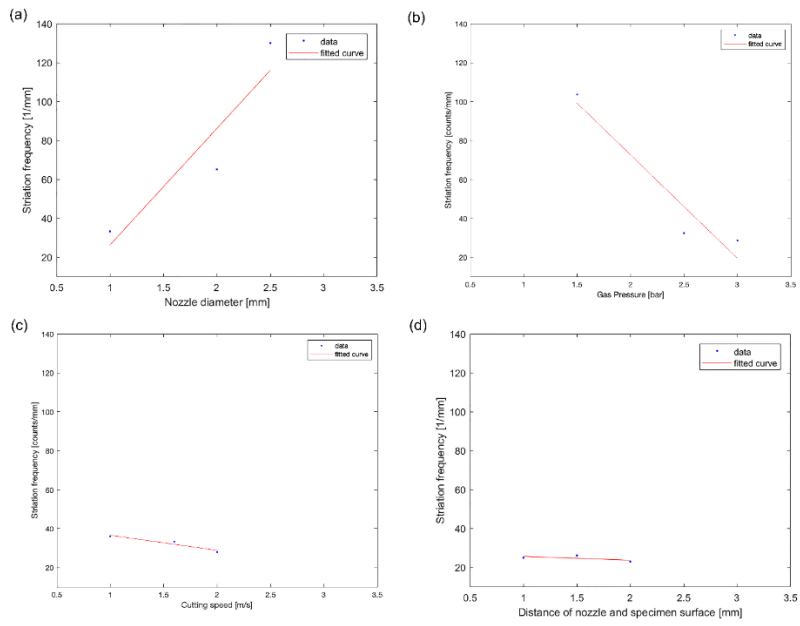 (a)
140
120
100
80
60
40
20
Striation frequency [1/mm]
data
fitted curve
0.5 1 1.5 2 2.5 3 3.5
Nozzle diameter [mm]
(b)
140
120
100
80
60
40
20
Striation frequency [counts/mm]
data
fitted curve
0.5 1 1.5 2 2.5 3 3.5
Gas Pressure [bar]
(c)
140
120
100
80
60
40
20
Striation frequency [counts/mm]
data
fitted curve
0.5 1 1.5 2 2.5 3 3.5
Cutting speed [m/s]
(d)
140
120
100
80
60
40
20
Striation frequency [1/mm]
data
fitted curve
0.5 1 1.5 2 2.5 3 3.5
Distance of nozzle and specimen surface [mm]